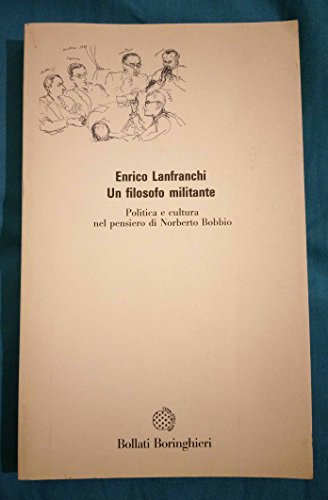 Enrico Lanfranchi
Un filosofo militante
Politica e cultura
nel pensiero di Norberto Bobbio
Bollati Boringhieri